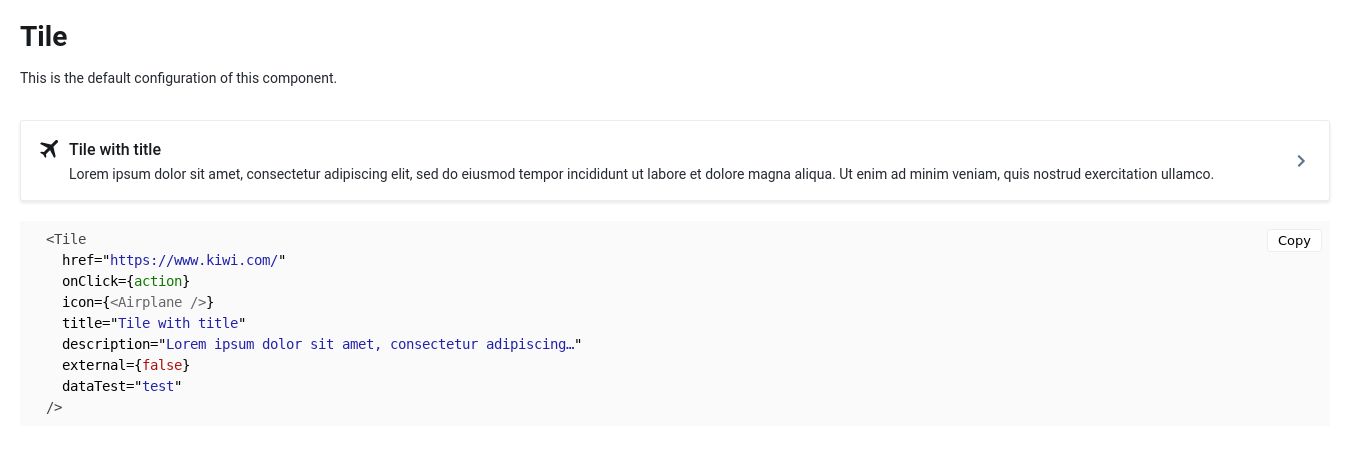 Tile
This is the default configuration of this component.
Tile with title
Lorem ipsum dolor sit amet, consectetur adipiscing elit, sed do eiusmod tempor incididunt ut labore et dolore magna aliqua. Ut enim ad minim veniam, quis nostrud exercitation ullamco.
<Tile
Copy
href="https://www.kiwi.com/"
onClick={action}
icon={<Airplane />}
title="Tile with title"
description="Lorem ipsum dolor sit amet, consectetur adipiscing…"
external={false}
dataTest="test"
/>